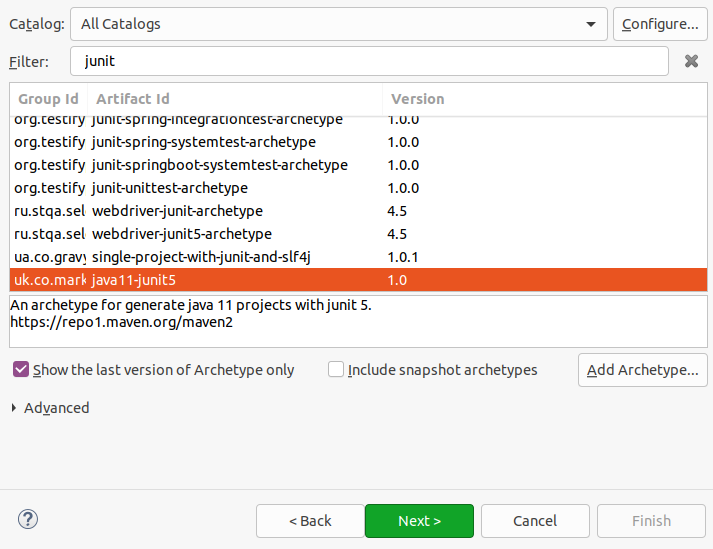 Catalog: All Catalogs Configure...
Filter: junit
Group Id Artifact Id Version
org.testify junit-spring-integrationtest-archetype 1.0.0
org.testify junit-spring-systemtest-archetype 1.0.0
org.testify junit-springboot-systemtest-archetype 1.0.0
org.testify junit-unittest-archetype 1.0.0
ru.stqa.sel webdriver-junit-archetype 4.5
ru.stqa.sel webdriver-junit5-archetype 4.5
ua.co.gravy single-project-with-junit-and-slf4j 1.0.1
uk.co.mark java11-junit5 1.0
An archetype for generate java 11 projects with junit 5.
https://repo1.maven.org/maven2
Show the last version of Archetype only Include snapshot archetypes Add Archetype...
Advanced
? < Back Next > Cancel Finish